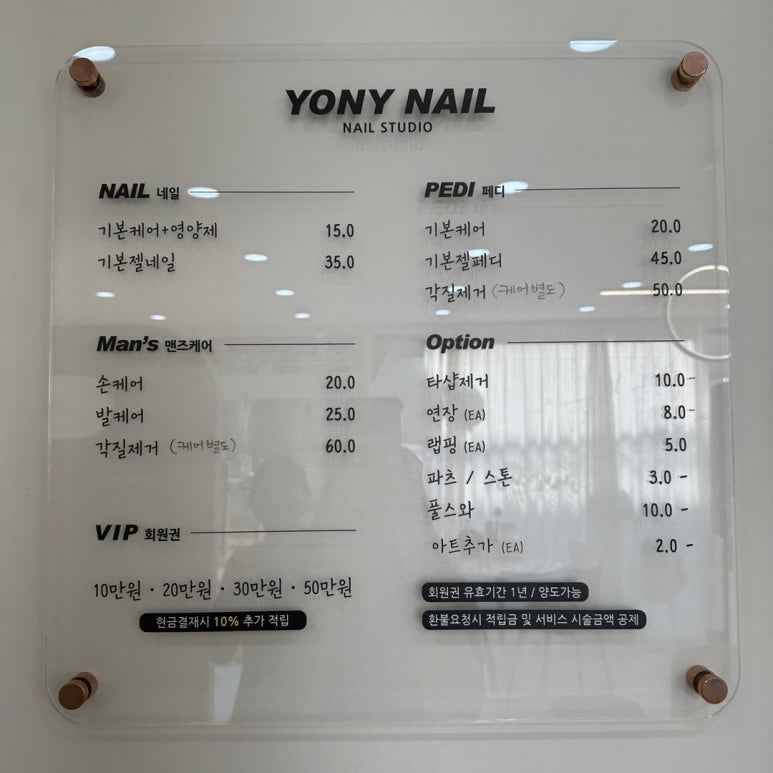 YONY NAIL
NAIL STUDIO
NAIL 네일
기본케어+영양제 15.0
기본젤네일 35.0
Man's 맨즈케어
손케어 20.0
발케어 25.0
각질제거 (케어별도) 60.0
VIP 회원권
10만원 · 20만원 · 30만원 · 50만원
현금결재시 10% 추가 적립
PEDI 페디
기본케어 20.0
기본젤페디 45.0
각질제거 (케어별도) 50.0
Option
타샵제거 10.0-
연장 (EA) 8.0-
랩핑 (EA) 5.0
파츠 / 스톤 3.0 -
풀스와 10.0 -
아트추가 (EA) 2.0 -
회원권 유효기간 1년 / 양도가능
환불요청시 적립금 및 서비스 시술금액 공제